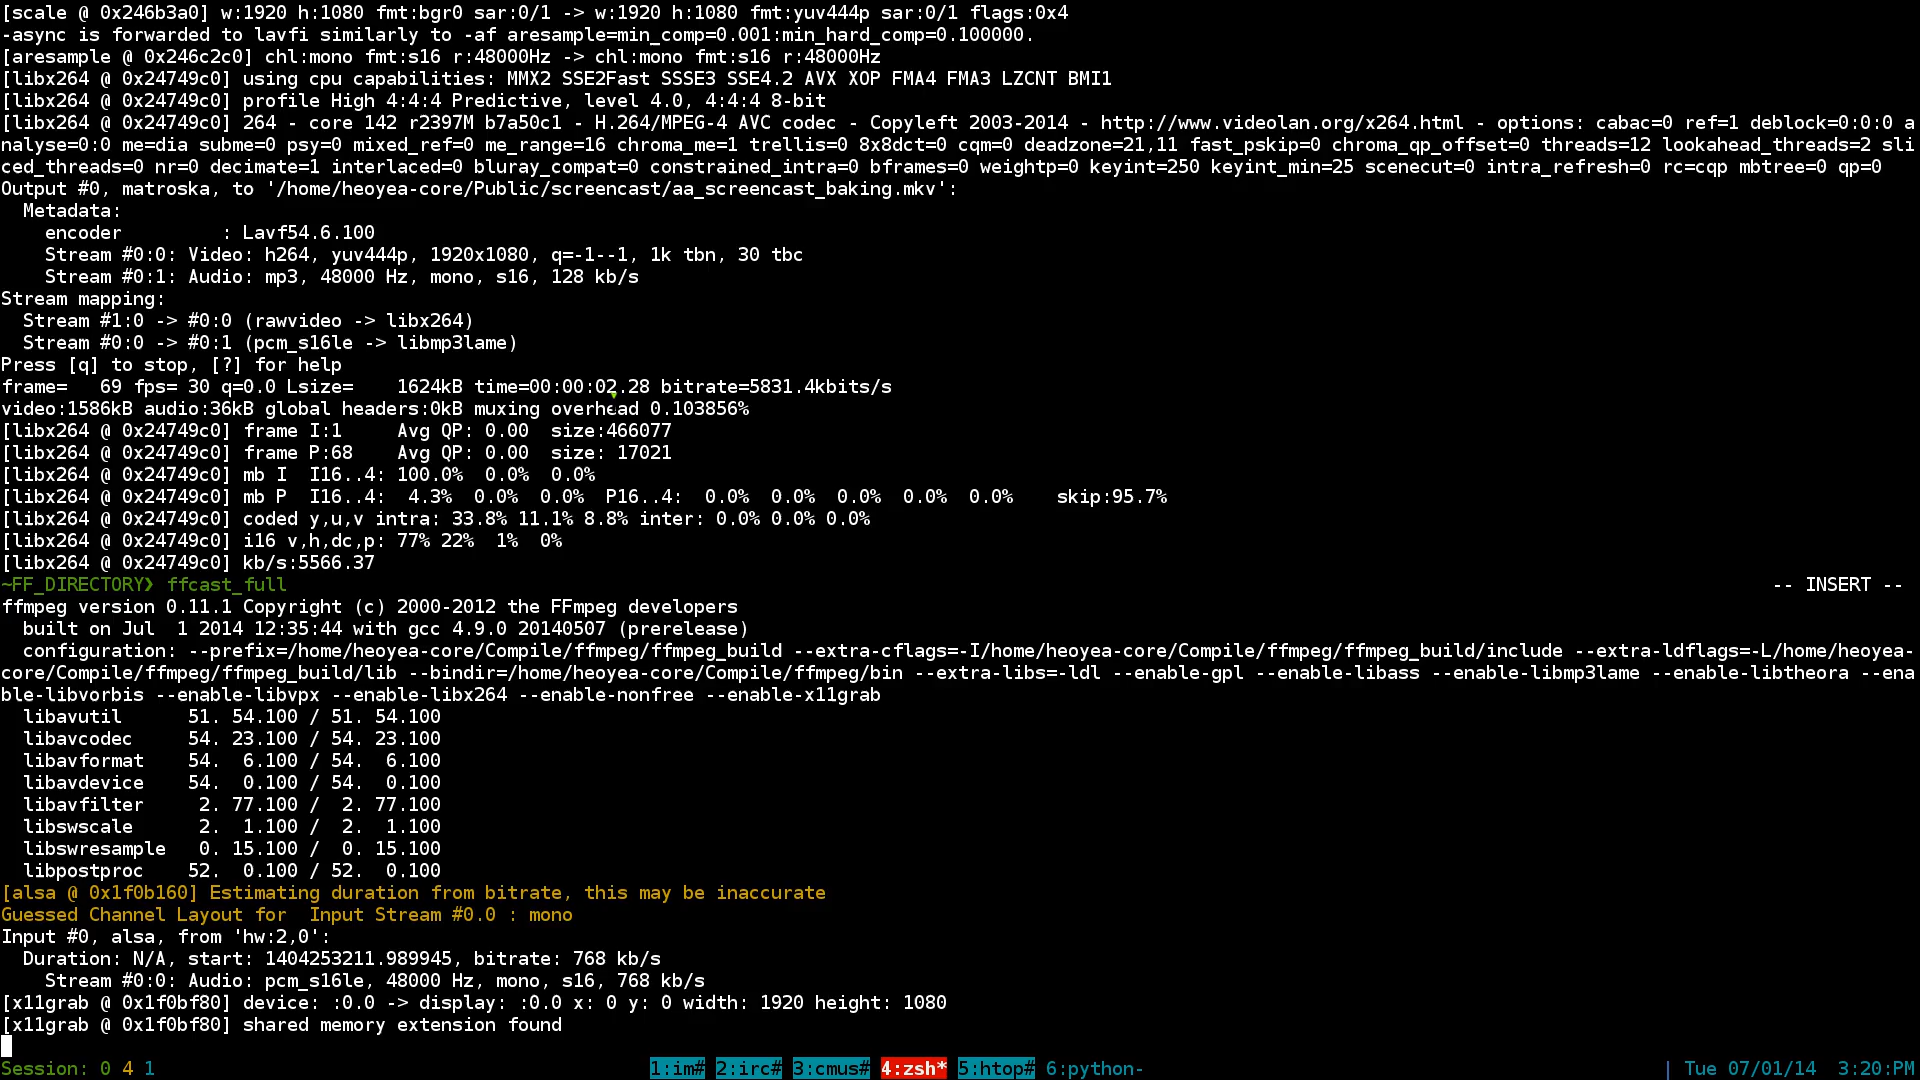 [scale @ 0x246b3a0] w:1920 h:1080 fmt:bgr0 sar:0/1 -> w:1920 h:1080 fmt:yuv444p sar:0/1 flags:0x4
-async is forwarded to lavfi similarly to -af aresample=min_comp=0.001:min_hard_comp=0.100000.
[aresample @ 0x246c2c0] chl:mono fmt:s16 r:48000Hz -> chl:mono fmt:s16 r:48000Hz
[libx264 @ 0x24749c0] using cpu capabilities: MMX2 SSE2Fast SSSE3 SSE4.2 AVX XOP FMA4 FMA3 LZCNT BMI1
[libx264 @ 0x24749c0] profile High 4:4:4 Predictive, level 4.0, 4:4:4 8-bit
[libx264 @ 0x24749c0] 264 - core 142 r2397M b7a50c1 - H.264/MPEG-4 AVC codec - Copyleft 2003-2014 - http://www.videolan.org/x264.html - options: cabac=0 ref=1 deblock=0:0:0 a
nalyse=0:0 me=dia subme=0 psy=0 mixed_ref=0 me_range=16 chroma_me=1 trellis=0 8x8dct=0 cqm=0 deadzone=21,11 fast_pskip=0 chroma_qp_offset=0 threads=12 lookahead_threads=2 sli
ced_threads=0 nr=0 decimate=1 interlaced=0 bluray_compat=0 constrained_intra=0 bframes=0 weightp=0 keyint=250 keyint_min=25 scenecut=0 intra_refresh=0 rc=cqp mbtree=0 qp=0
Output #0, matroska, to '/home/heoyea-core/Public/screencast/aa_screencast_baking.mkv':
  Metadata:
    encoder         : Lavf54.6.100
    Stream #0:0: Video: h264, yuv444p, 1920x1080, q=-1--1, 1k tbn, 30 tbc
    Stream #0:1: Audio: mp3, 48000 Hz, mono, s16, 128 kb/s
Stream mapping:
  Stream #1:0 -> #0:0 (rawvideo -> libx264)
  Stream #0:0 -> #0:1 (pcm_s16le -> libmp3lame)
Press [q] to stop, [?] for help
frame=   69 fps= 30 q=0.0 Lsize=    1624kB time=00:00:02.28 bitrate=5831.4kbits/s
video:1586kB audio:36kB global headers:0kB muxing overhead 0.103856%
[libx264 @ 0x24749c0] frame I:1     Avg QP: 0.00  size:466077
[libx264 @ 0x24749c0] frame P:68    Avg QP: 0.00  size: 17021
[libx264 @ 0x24749c0] mb I  I16..4: 100.0%  0.0%  0.0%
[libx264 @ 0x24749c0] mb P  I16..4:  4.3%  0.0%  0.0%  P16..4:  0.0%  0.0%  0.0%  0.0%  0.0%    skip:95.7%
[libx264 @ 0x24749c0] coded y,u,v intra: 33.8% 11.1% 8.8% inter: 0.0% 0.0% 0.0%
[libx264 @ 0x24749c0] i16 v,h,dc,p: 77% 22%  1%  0%
[libx264 @ 0x24749c0] kb/s:5566.37
~FF_DIRECTORY❯ ffcast_full -- INSERT --
ffmpeg version 0.11.1 Copyright (c) 2000-2012 the FFmpeg developers
  built on Jul  1 2014 12:35:44 with gcc 4.9.0 20140507 (prerelease)
  configuration: --prefix=/home/heoyea-core/Compile/ffmpeg/ffmpeg_build --extra-cflags=-I/home/heoyea-core/Compile/ffmpeg/ffmpeg_build/include --extra-ldflags=-L/home/heoyea-
core/Compile/ffmpeg/ffmpeg_build/lib --bindir=/home/heoyea-core/Compile/ffmpeg/bin --extra-libs=-ldl --enable-gpl --enable-libass --enable-libmp3lame --enable-libtheora --ena
ble-libvorbis --enable-libvpx --enable-libx264 --enable-nonfree --enable-x11grab
  libavutil      51. 54.100 / 51. 54.100
  libavcodec     54. 23.100 / 54. 23.100
  libavformat    54.  6.100 / 54.  6.100
  libavdevice    54.  0.100 / 54.  0.100
  libavfilter     2. 77.100 /  2. 77.100
  libswscale      2.  1.100 /  2.  1.100
  libswresample   0. 15.100 /  0. 15.100
  libpostproc    52.  0.100 / 52.  0.100
[alsa @ 0x1f0b160] Estimating duration from bitrate, this may be inaccurate
Guessed Channel Layout for  Input Stream #0.0 : mono
Input #0, alsa, from 'hw:2,0':
  Duration: N/A, start: 1404253211.989945, bitrate: 768 kb/s
    Stream #0:0: Audio: pcm_s16le, 48000 Hz, mono, s16, 768 kb/s
[x11grab @ 0x1f0bf80] device: :0.0 -> display: :0.0 x: 0 y: 0 width: 1920 height: 1080
[x11grab @ 0x1f0bf80] shared memory extension found
Session: 0 4 1 1:im# 2:irc# 3:cmus# 4:zsh* 5:htop# 6:python- | Tue 07/01/14  3:20:PM